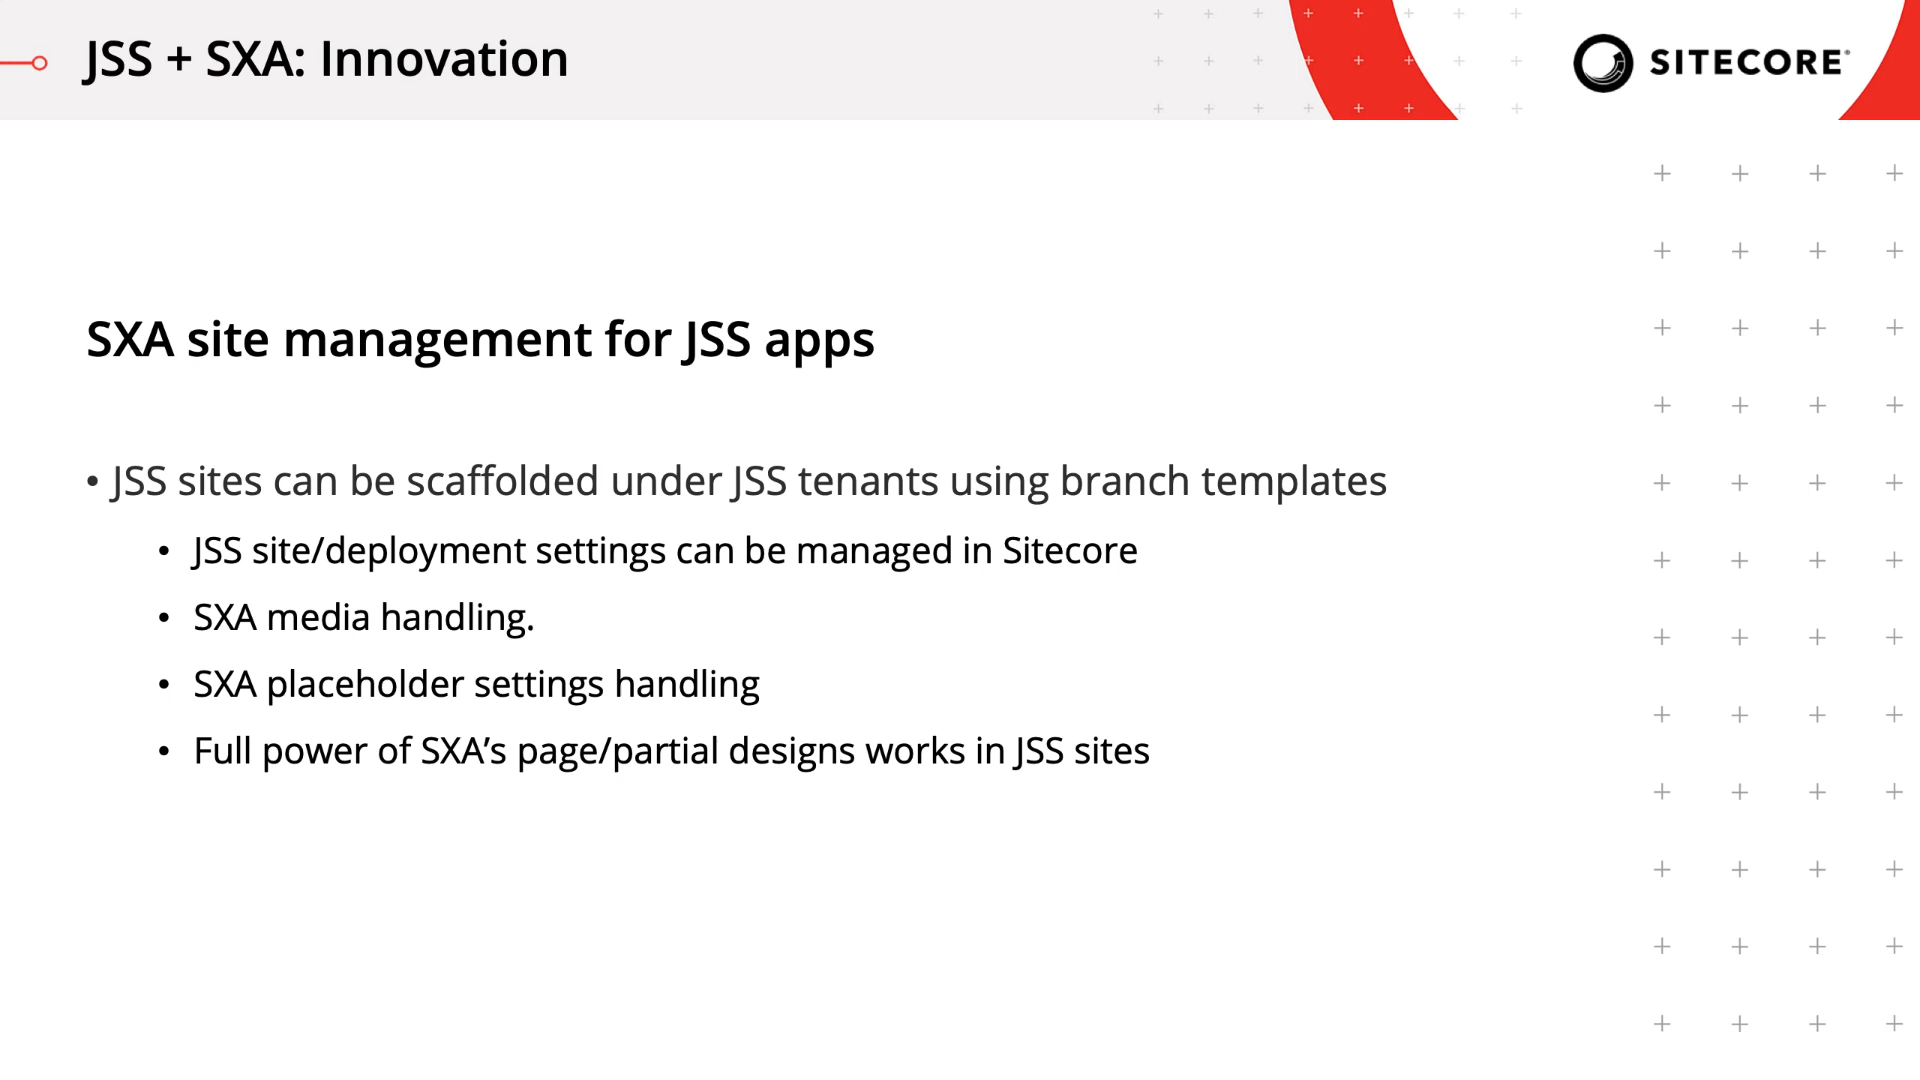 JSS + SXA: Innovation
SITECORE®
SXA site management for JSS apps
• JSS sites can be scaffolded under JSS tenants using branch templates
• JSS site/deployment settings can be managed in Sitecore
• SXA media handling.
• SXA placeholder settings handling
• Full power of SXA’s page/partial designs works in JSS sites